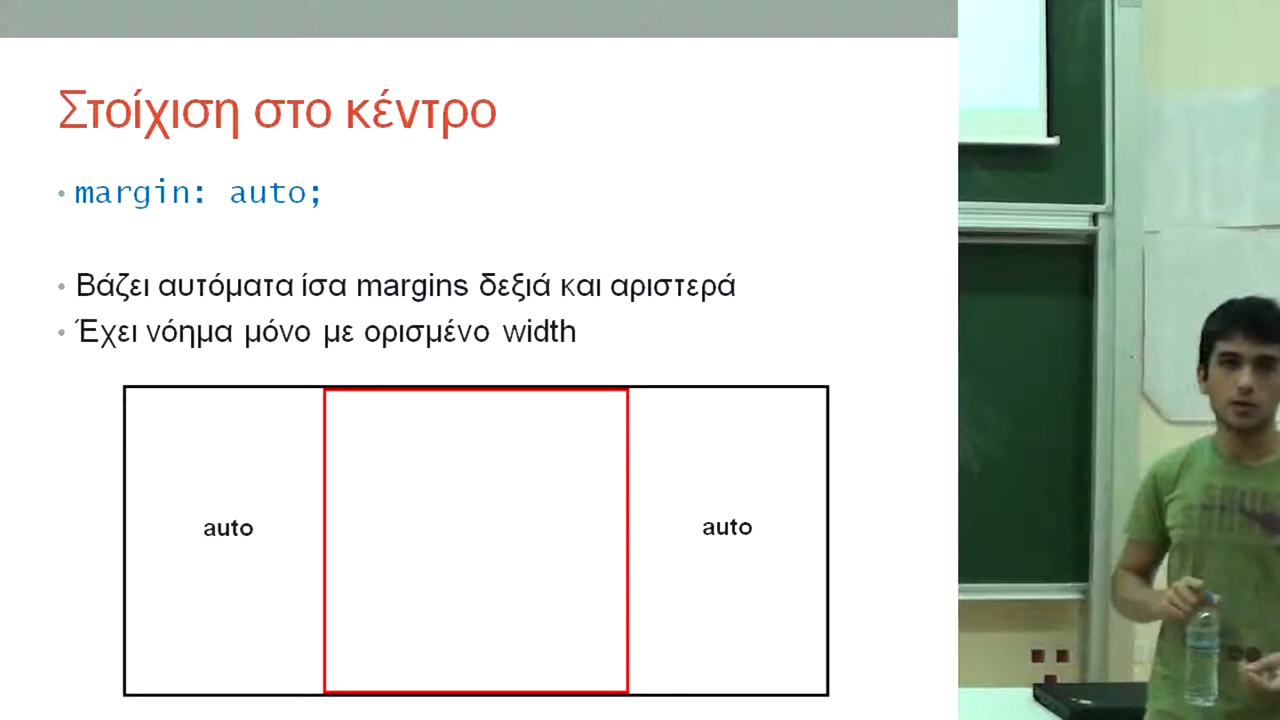 Στοίχιση στο κέντρο
• margin: auto;
• Βάζει αυτόματα ίσα margins δεξιά και αριστερά
• Έχει νόημα μόνο με ορισμένο width
auto
auto